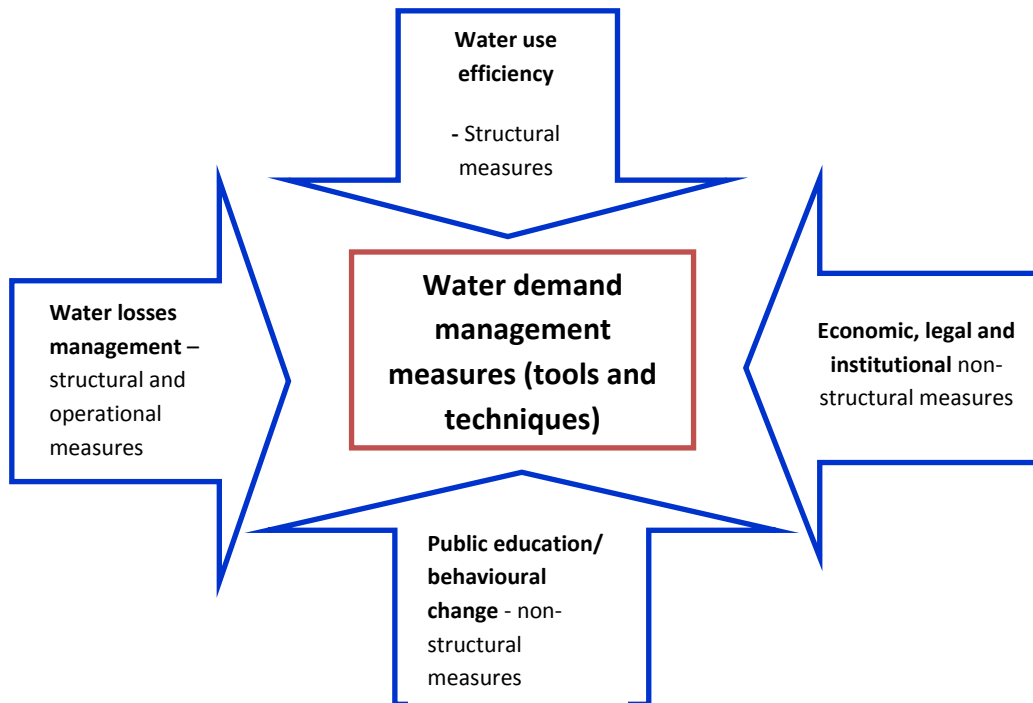 Water use
efficiency
- Structural
measures
Water losses
management –
structural and
operational
measures
Water demand
management
measures (tools and
techniques)
Economic, legal and
institutional non-
structural measures
Public education/
behavioural
change - non-
structural
measures